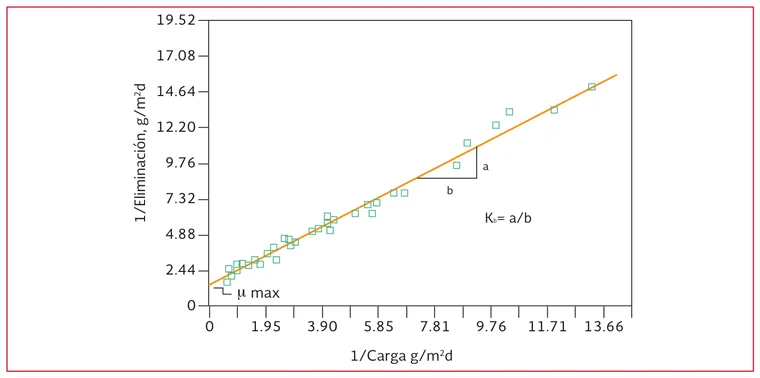 19.52
17.08
14.64
12.20
9.76
7.32
4.88
2.44
0
1/Eliminación, g/m²d
a
b
K♭= a/b
µ max
0 1.95 3.90 5.85 7.81 9.76 11.71 13.66
1/Carga g/m²d